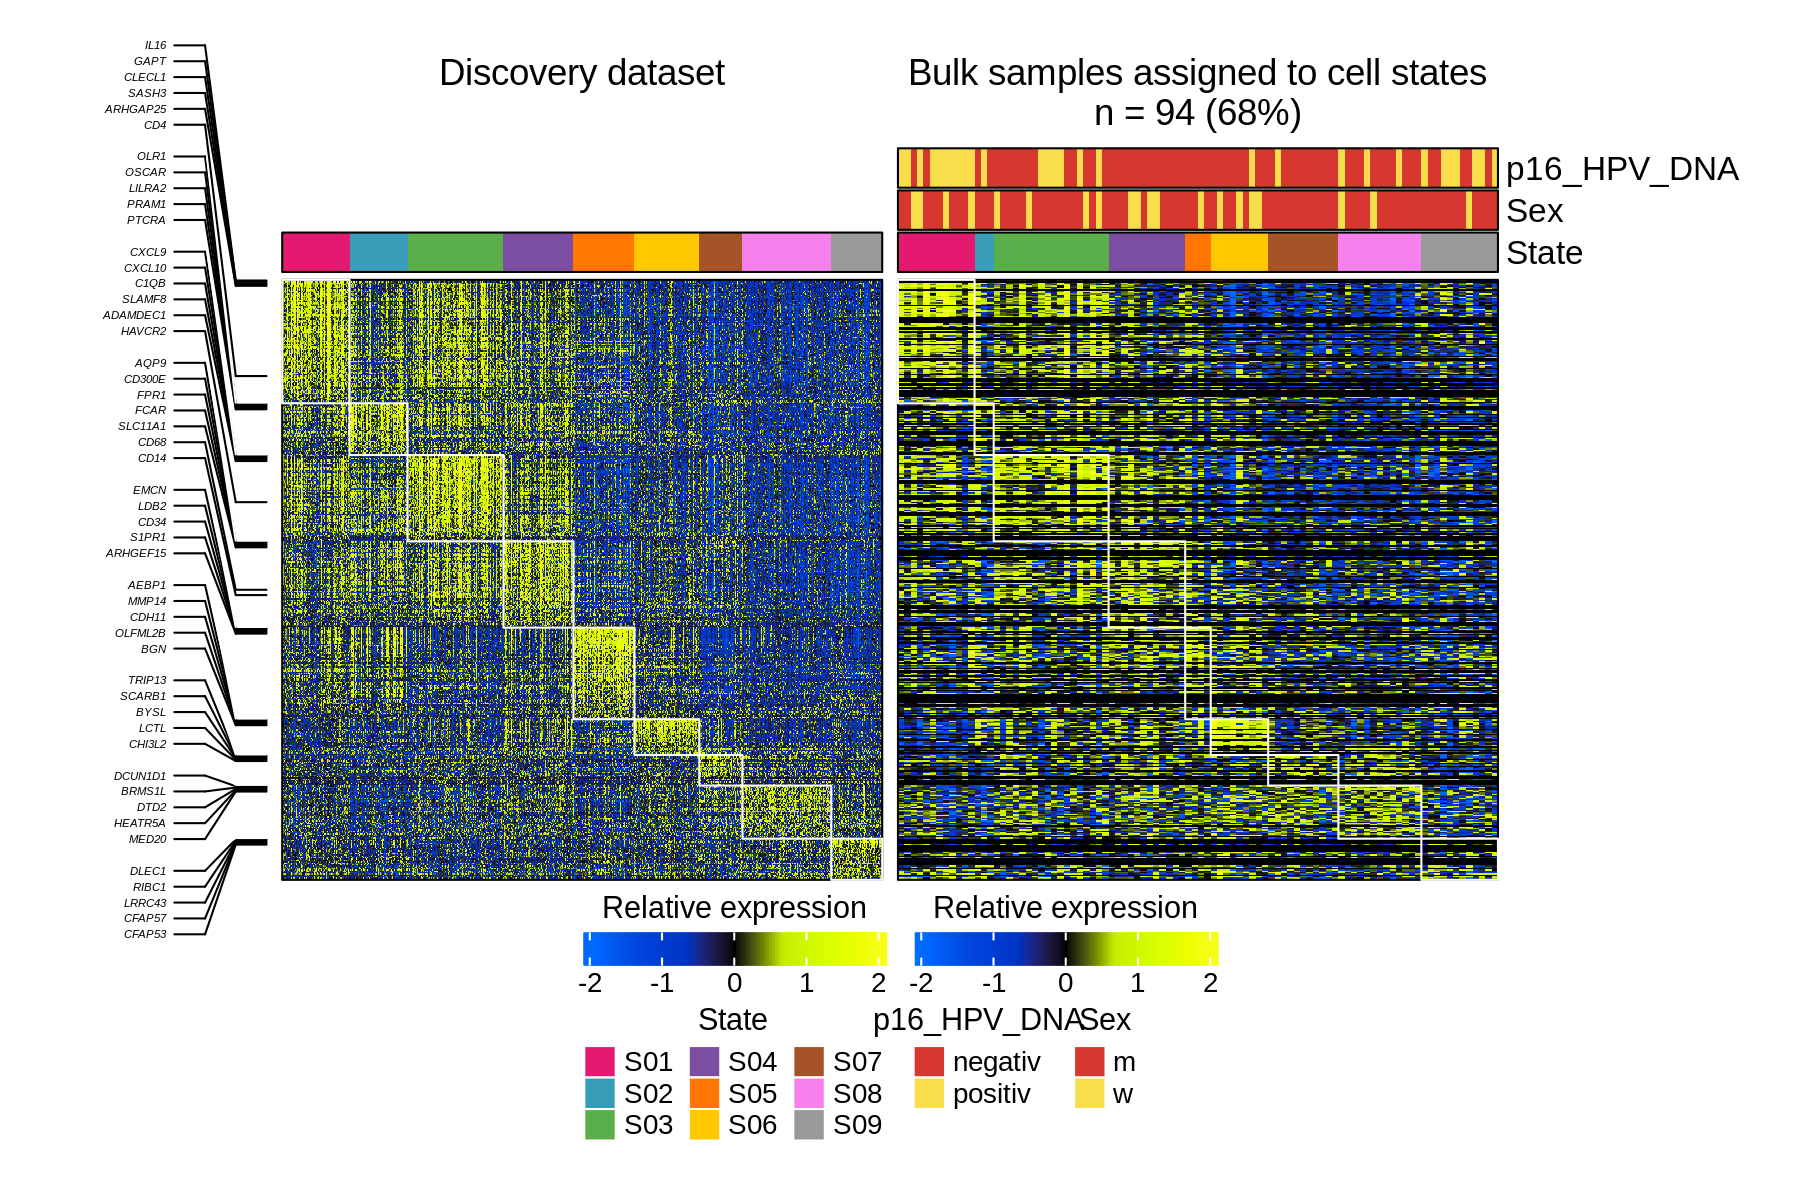 IL16
GAPT
CLECL1
SASH3
ARHGAP25
CD4
OLR1
OSCAR
LILRA2
PRAM1
PTCRA
CXCL9
CXCL10
C1QB
SLAMF8
ADAMDEC1
HAVCR2
AQP9
CD300E
FPR1
FCAR
SLC11A1
CD68
CD14
EMCN
LDB2
CD34
S1PR1
ARHGEF15
AEBP1
MMP14
CDH11
OLFML2B
BGN
TRIP13
SCARB1
BYSL
LCTL
CHI3L2
DCUN1D1
BRMS1L
DTD2
HEATR5A
MED20
DLEC1
RIBC1
LRRC43
CFAP57
CFAP53
Discovery dataset
Bulk samples assigned to cell states
n = 94 (68%)
p16_HPV_DNA
Sex
State
Relative expression
-2 -1 0 1 2
Relative expression
-2 -1 0 1 2
State
S01 S04 S07
S02 S05 S08
S03 S06 S09
p16_HPV_DNA
negativ
positiv
Sex
m
w